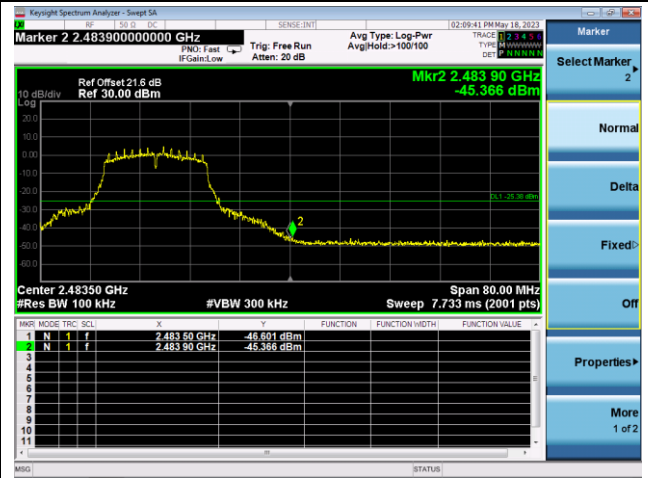 Keysight Spectrum Analyzer - Swept SA
RF 50 Ω DC SENSE:INT 02:09:41 PM May 18, 2023
Marker 2 2.483900000000 GHz
PNO: Fast
IFGain:Low
Trig: Free Run
Atten: 20 dB
Avg Type: Log-Pwr
Avg|Hold:>100/100
TRACE 1 2 3 4 5 6
TYPE M WWWWW
DET P N N N N N
Ref Offset 21.6 dB
10 dB/div Ref 30.00 dBm
Log
Mkr2 2.483 90 GHz
-45.366 dBm
20.0
10.0
0.00
-10.0
-20.0
-30.0
-40.0
-50.0
-60.0
2
Center 2.48350 GHz Span 80.00 MHz
#Res BW 100 kHz #VBW 300 kHz Sweep 7.733 ms (2001 pts)
MKR MODE TRC SCL X Y FUNCTION FUNCTION WIDTH FUNCTION VALUE
1 N 1 f 2.483 50 GHz -46.601 dBm
2 N 1 f 2.483 90 GHz -45.366 dBm
3
4
5
6
7
8
9
10
11
MSG STATUS
Marker
Select Marker
2
Normal
Delta
Fixed
Off
Properties
More
1 of 2